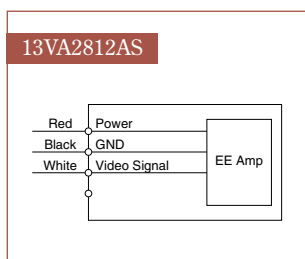 13VA2812AS
Red Power
Black GND
White Video Signal
EE Amp